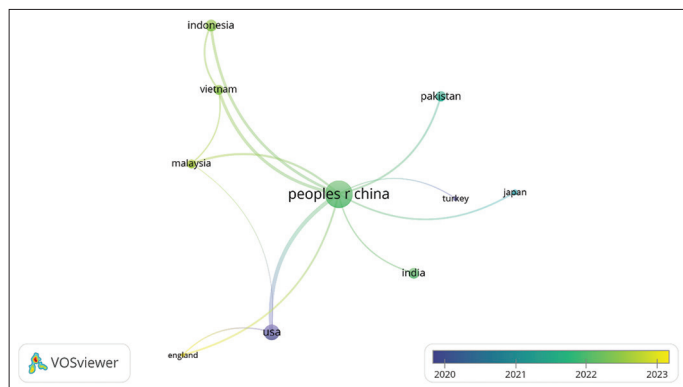 indonesia
vietnam
pakistan
malaysia
peoples r china
turkey
japan
india
usa
england
VOSviewer
2020 2021 2022 2023